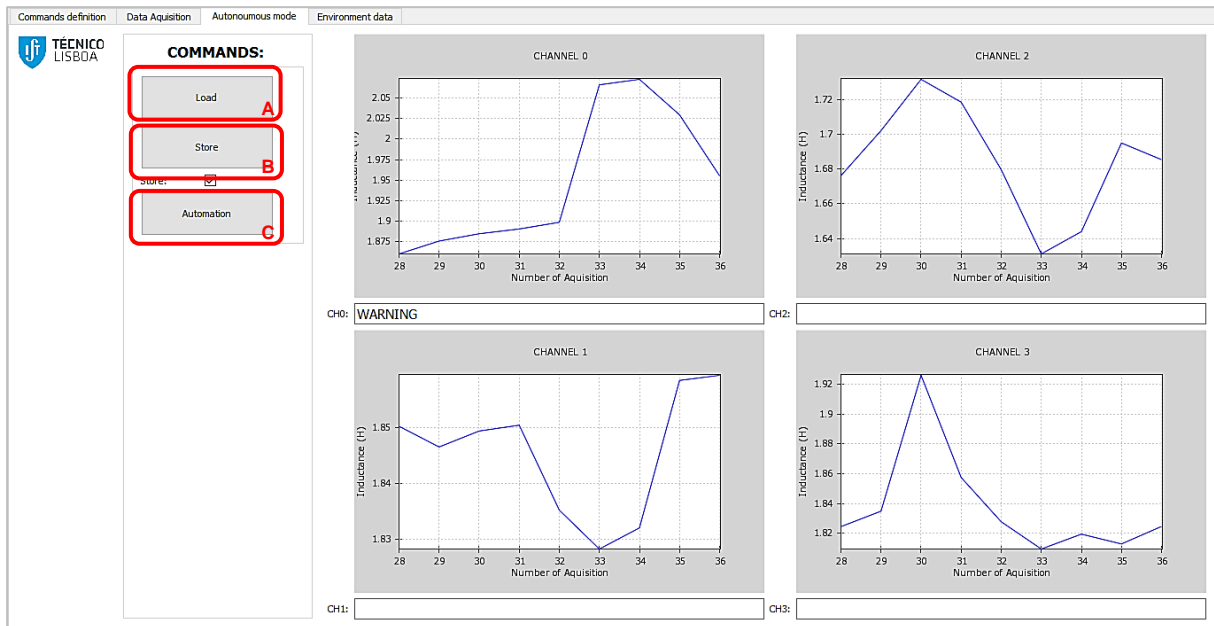 Commands definition
Data Aquisition
Autonoumous mode
Environment data
TÉCNICO
LISBOA
COMMANDS:
Load
A
Store
B
Store:
Automation
C
CHANNEL 0
Inductance (H)
2.05
2.025
2
1.975
1.95
1.925
1.9
1.875
28 29 30 31 32 33 34 35 36
Number of Aquisition
CH0: WARNING
CHANNEL 2
Inductance (H)
1.72
1.7
1.68
1.66
1.64
28 29 30 31 32 33 34 35 36
Number of Aquisition
CH2:
CHANNEL 1
Inductance (H)
1.85
1.84
1.83
28 29 30 31 32 33 34 35 36
Number of Aquisition
CH1:
CHANNEL 3
Inductance (H)
1.92
1.9
1.88
1.86
1.84
1.82
28 29 30 31 32 33 34 35 36
Number of Aquisition
CH3: